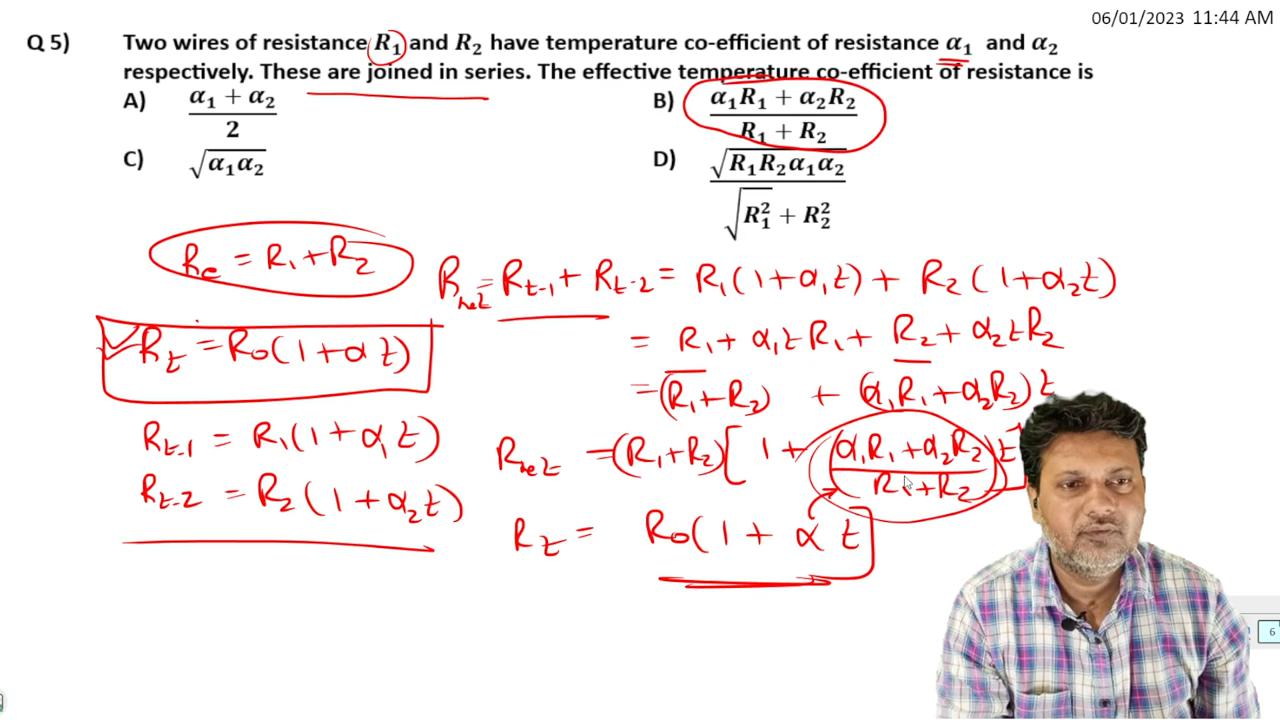 06/01/2023 11:44 AM
Q 5) Two wires of resistance R₁ and R₂ have temperature co-efficient of resistance α₁ and α₂
respectively. These are joined in series. The effective temperature co-efficient of resistance is
A) (α₁ + α₂)/2
B) (α₁R₁ + α₂R₂)/(R₁ + R₂)
C) √(α₁α₂)
D) √(R₁R₂α₁α₂)/(√(R₁²) + R₂²)
Re = R₁ + R₂
Rt = R₀(1 + αt)
Rt-1 = R₁(1 + α₁t)
Rt-2 = R₂(1 + α₂t)
Rnet = Rt-1 + Rt-2 = R₁(1 + α₁t) + R₂(1 + α₂t)
= R₁ + α₁tR₁ + R₂ + α₂tR₂
= (R₁ + R₂) + (α₁R₁ + α₂R₂)t
Rnet = (R₁ + R₂)[1 + (α₁R₁ + α₂R₂)/(R₁ + R₂) t]
Rt = R₀(1 + α t]
6